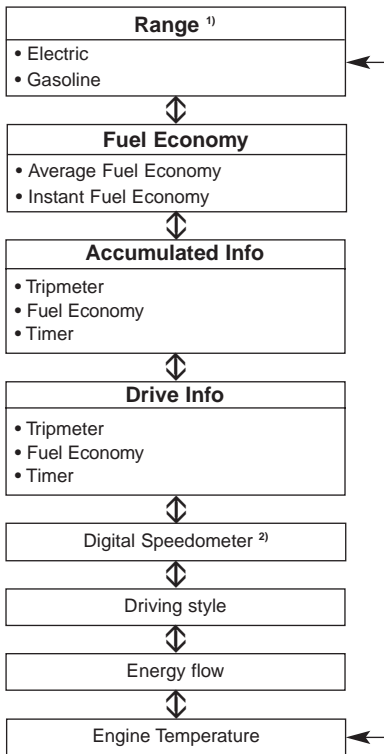 Range 1)
• Electric
• Gasoline
Fuel Economy
• Average Fuel Economy
• Instant Fuel Economy
Accumulated Info
• Tripmeter
• Fuel Economy
• Timer
Drive Info
• Tripmeter
• Fuel Economy
• Timer
Digital Speedometer 2)
Driving style
Energy flow
Engine Temperature